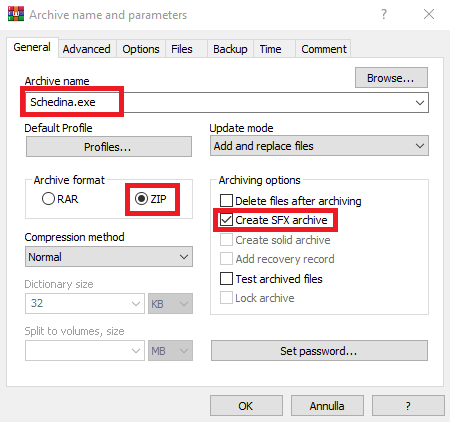 Archive name and parameters ?
General Advanced Options Files Backup Time Comment
Archive name Browse...
Schedina.exe
Default Profile Update mode
Profiles... Add and replace files
Archive format Archiving options
RAR ZIP Delete files after archiving
Create SFX archive
Compression method Create solid archive
Normal Add recovery record
Dictionary size Test archived files
32 KB Lock archive
Split to volumes, size
MB Set password...
OK Annulla ?